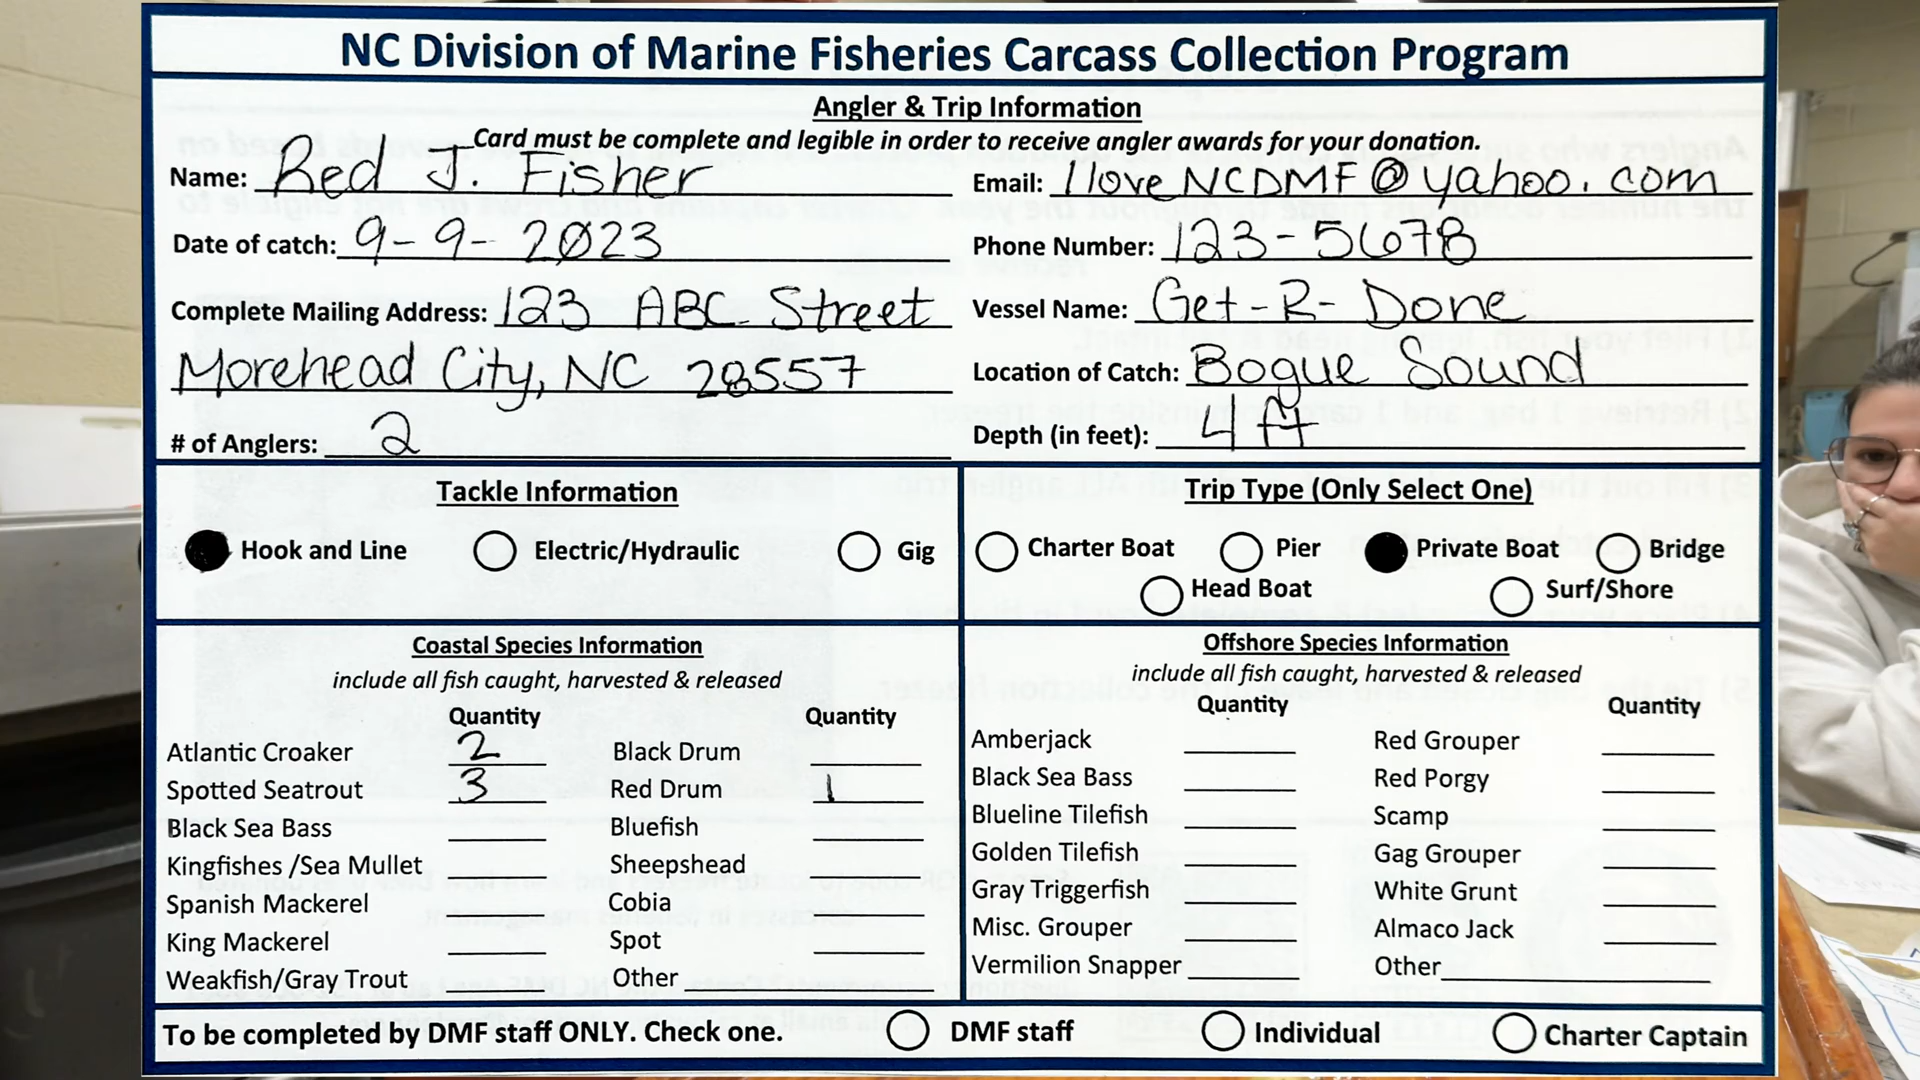 NC Division of Marine Fisheries Carcass Collection Program
Angler & Trip Information
Card must be complete and legible in order to receive angler awards for your donation.
Name: Red J. Fisher
Email: IloveNCDMF@yahoo.com
Date of catch: 9-9-2023
Phone Number: 123-5678
Complete Mailing Address: 123 ABC Street
Morehead City, NC 28557
Vessel Name: Get-R-Done
Location of Catch: Bogue Sound
# of Anglers: 2
Depth (in feet): 4 ft
Tackle Information
Hook and Line Electric/Hydraulic Gig
Trip Type (Only Select One)
Charter Boat Pier Private Boat Bridge
Head Boat Surf/Shore
Coastal Species Information
include all fish caught, harvested & released
Quantity Quantity
Atlantic Croaker 2 Black Drum
Spotted Seatrout 3 Red Drum 1
Black Sea Bass Bluefish
Kingfishes /Sea Mullet Sheepshead
Spanish Mackerel Cobia
King Mackerel Spot
Weakfish/Gray Trout Other
Offshore Species Information
include all fish caught, harvested & released
Quantity Quantity
Amberjack Red Grouper
Black Sea Bass Red Porgy
Blueline Tilefish Scamp
Golden Tilefish Gag Grouper
Gray Triggerfish White Grunt
Misc. Grouper Almaco Jack
Vermilion Snapper Other
To be completed by DMF staff ONLY. Check one. DMF staff Individual Charter Captain